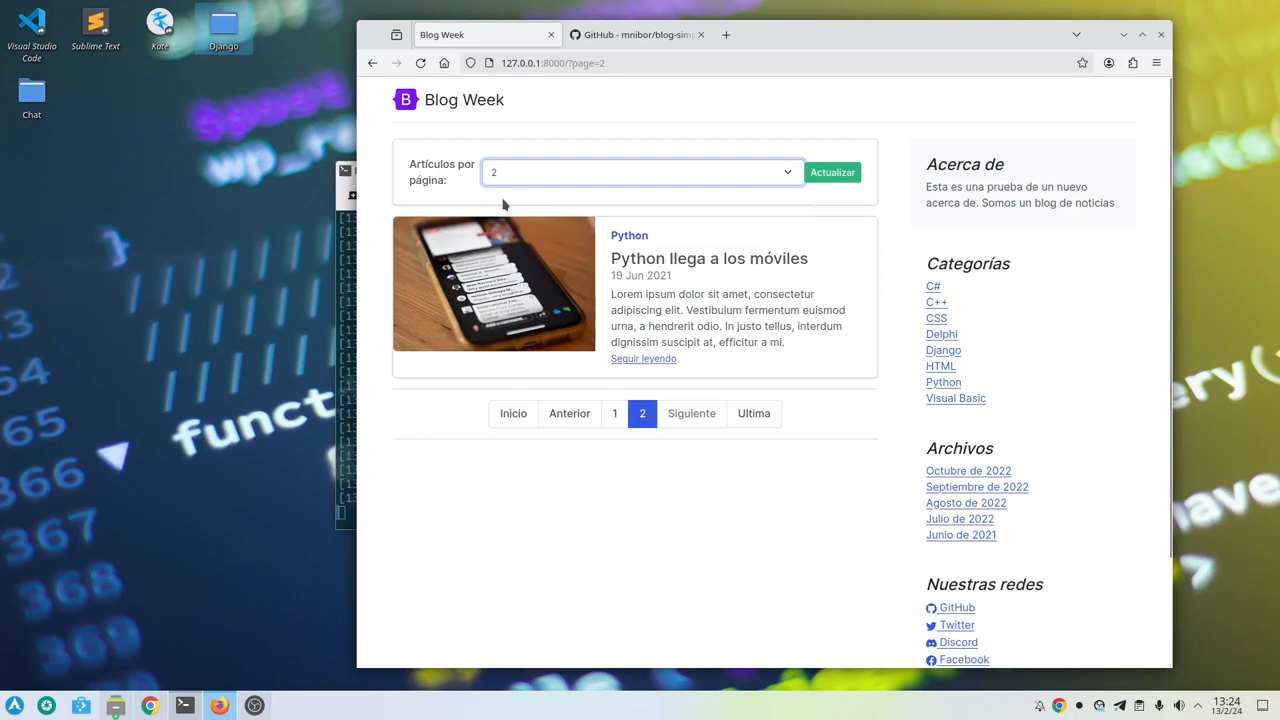 Visual Studio
Code
Sublime Text
Kate
Django
Chat
Blog Week
GitHub - mnibor/blog-sim
127.0.0.1:8000/?page=2
B Blog Week
Artículos por
página:
2
Actualizar
Python
Python llega a los móviles
19 Jun 2021
Lorem ipsum dolor sit amet, consectetur
adipiscing elit. Vestibulum fermentum euismod
urna, a hendrerit odio. In justo tellus, interdum
dignissim suscipit at, efficitur a mi.
Seguir leyendo
Inicio Anterior 1 2 Siguiente Ultima
Acerca de
Esta es una prueba de un nuevo
acerca de. Somos un blog de noticias
Categorías
C#
C++
CSS
Delphi
Django
HTML
Python
Visual Basic
Archivos
Octubre de 2022
Septiembre de 2022
Agosto de 2022
Julio de 2022
Junio de 2021
Nuestras redes
GitHub
Twitter
Discord
Facebook
funct
366
367
368
369
13:24
13/2/24